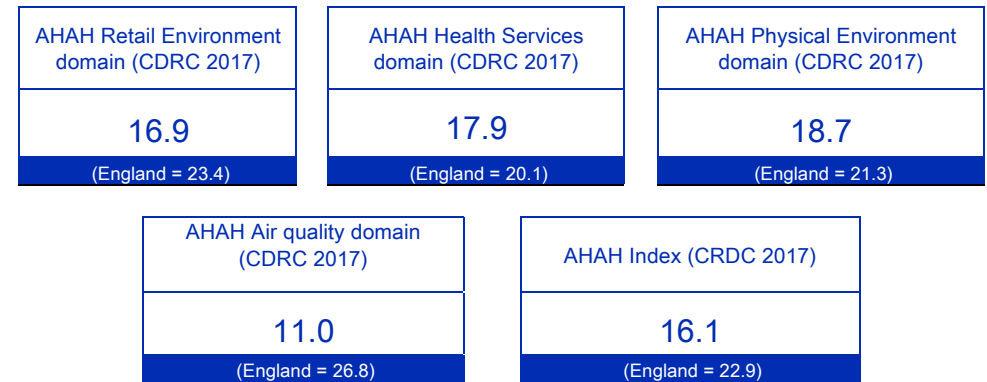 AHAH Retail Environment
domain (CDRC 2017)
16.9
(England = 23.4)
AHAH Health Services
domain (CDRC 2017)
17.9
(England = 20.1)
AHAH Physical Environment
domain (CDRC 2017)
18.7
(England = 21.3)
AHAH Air quality domain
(CDRC 2017)
11.0
(England = 26.8)
AHAH Index (CRDC 2017)
16.1
(England = 22.9)